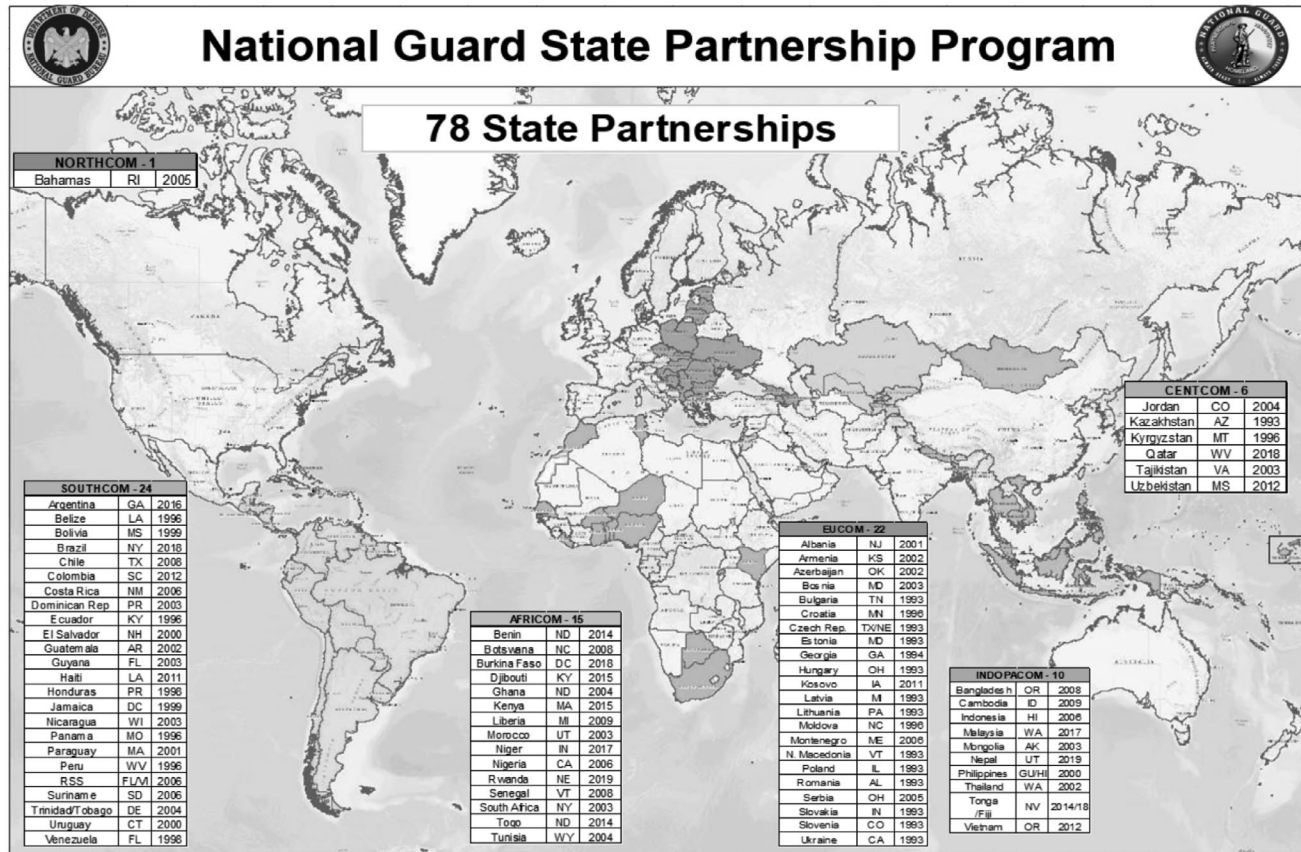 National Guard State Partnership Program
78 State Partnerships
NORTHCOM - 1
Bahamas RI 2005
CENTCOM - 6
Jordan CO 2004
Kazakhstan AZ 1993
Kyrgyzstan MT 1996
Qatar WV 2018
Tajikistan VA 2003
Uzbekistan MS 2012
SOUTHCOM - 24
Argentina GA 2016
Belize LA 1996
Bolivia MS 1999
Brazil NY 2018
Chile TX 2008
Colombia SC 2012
Costa Rica NM 2006
Dominican Rep PR 2003
Ecuador KY 1996
El Salvador NH 2000
Guatemala AR 2002
Guyana FL 2003
Haiti LA 2011
Honduras PR 1998
Jamaica DC 1999
Nicaragua WI 2003
Panama MO 1996
Paraguay MA 2001
Peru WV 1996
RSS FL/VI 2006
Suriname SD 2006
Trinidad/Tobago DE 2004
Uruguay CT 2000
Venezuela FL 1998
AFRICOM - 15
Benin ND 2014
Botswana NC 2008
Burkina Faso DC 2018
Djibouti KY 2015
Ghana ND 2004
Kenya MA 2015
Liberia MI 2009
Morocco UT 2003
Niger IN 2017
Nigeria CA 2006
Rwanda NE 2019
Senegal VT 2008
South Africa NY 2003
Togo ND 2014
Tunisia WY 2004
EUCOM - 22
Albania NJ 2001
Armenia KS 2002
Azerbaijan OK 2002
Bosnia MD 2003
Bulgaria TN 1993
Croatia MN 1996
Czech Rep. TX/NE 1993
Estonia MD 1993
Georgia GA 1994
Hungary OH 1993
Kosovo IA 2011
Latvia MI 1993
Lithuania PA 1993
Moldova NC 1996
Montenegro ME 2006
N. Macedonia VT 1993
Poland IL 1993
Romania AL 1993
Serbia OH 2005
Slovakia IN 1993
Slovenia CO 1993
Ukraine CA 1993
INDOPACOM - 10
Bangladesh OR 2008
Cambodia ID 2009
Indonesia HI 2006
Malaysia WA 2017
Mongolia AK 2003
Nepal UT 2019
Philippines GU/HI 2000
Thailand WA 2002
Tonga
/Fiji NV 2014/18
Vietnam OR 2012